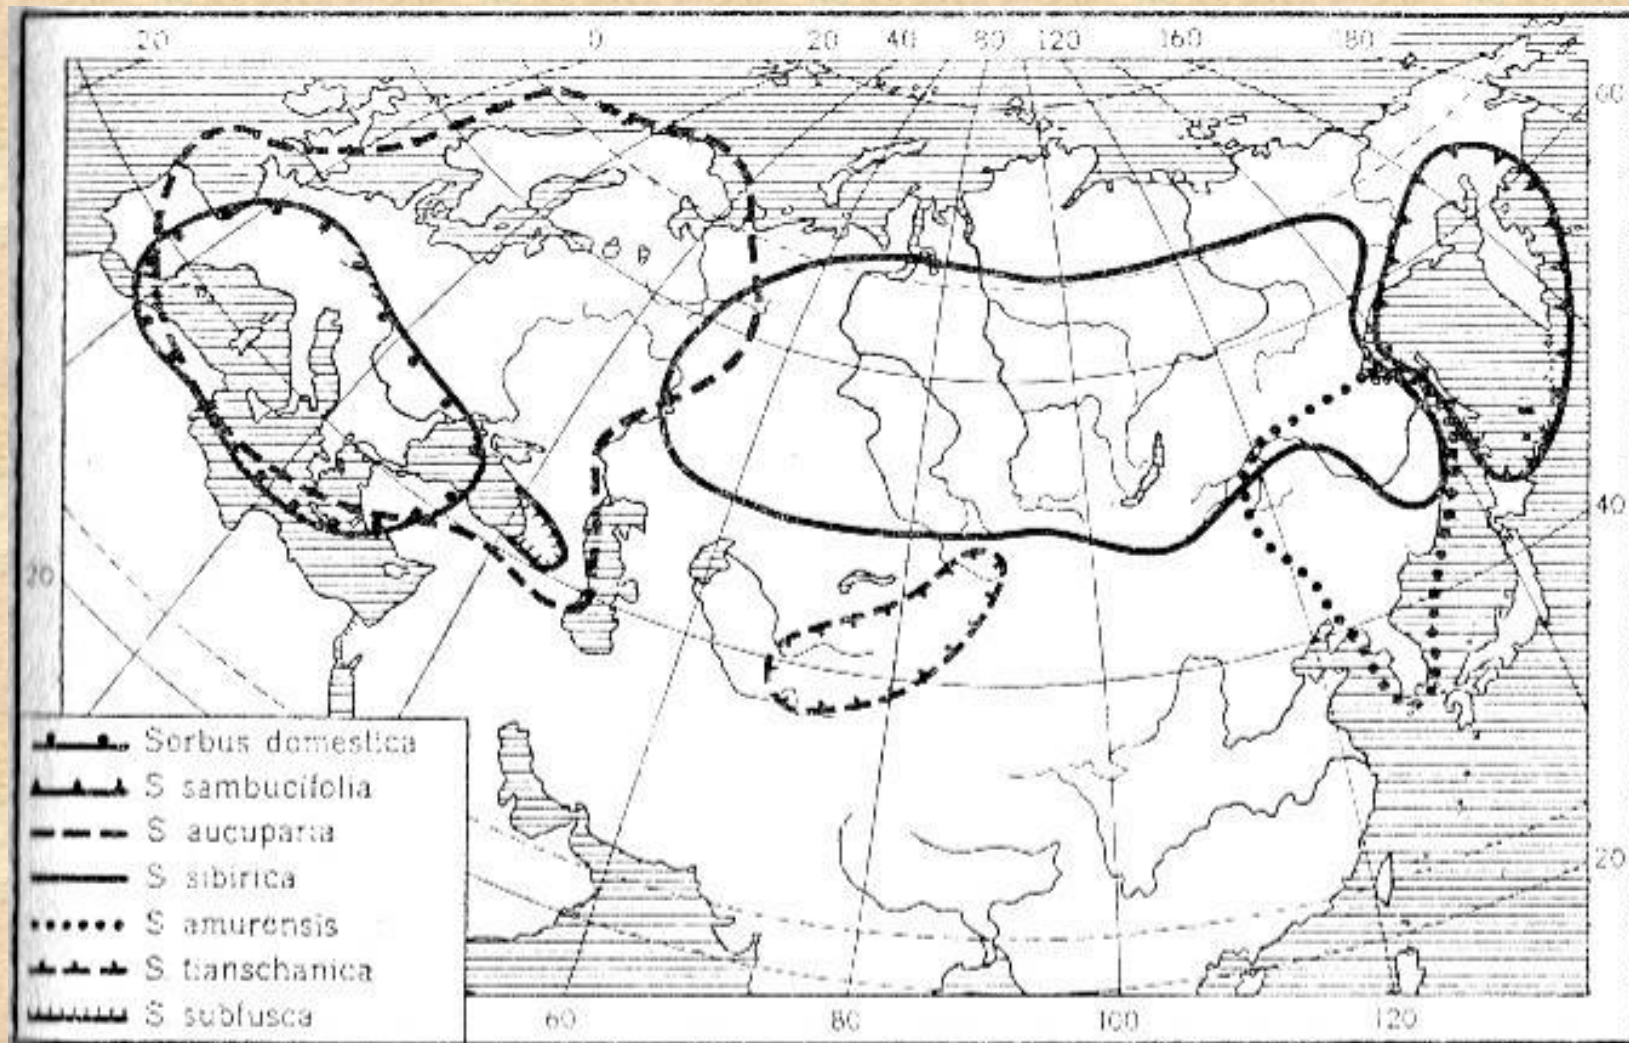 20 0 20 40 80 120 160 180
60
40
20
20
Sorbus domestica
S sambucifolia
S aucuparia
S sibirica
S amurensis
S tianschanica
S subfusca
60 80 100 120